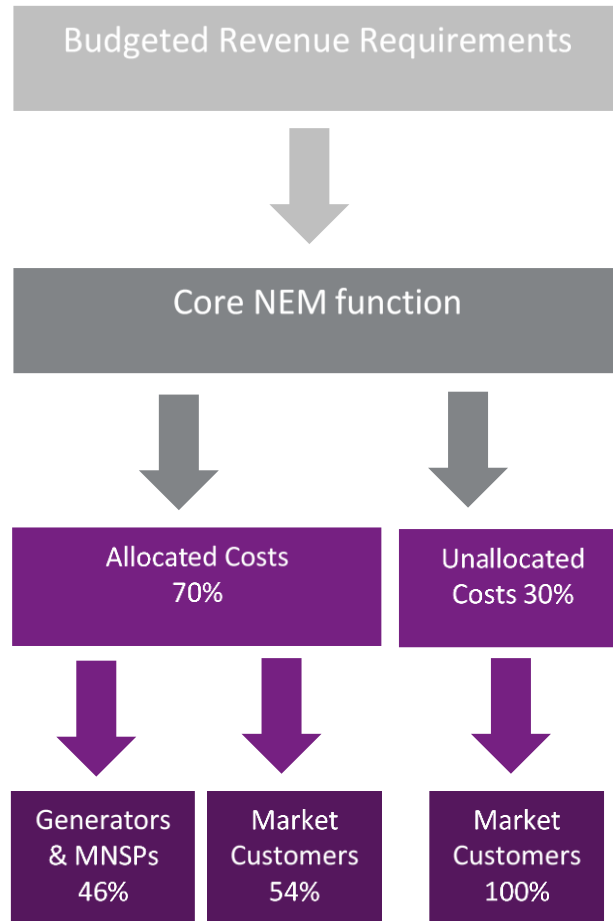 Budgeted Revenue Requirements
Core NEM function
Allocated Costs
70%
Unallocated
Costs 30%
Generators
& MNSPs
46%
Market
Customers
54%
Market
Customers
100%